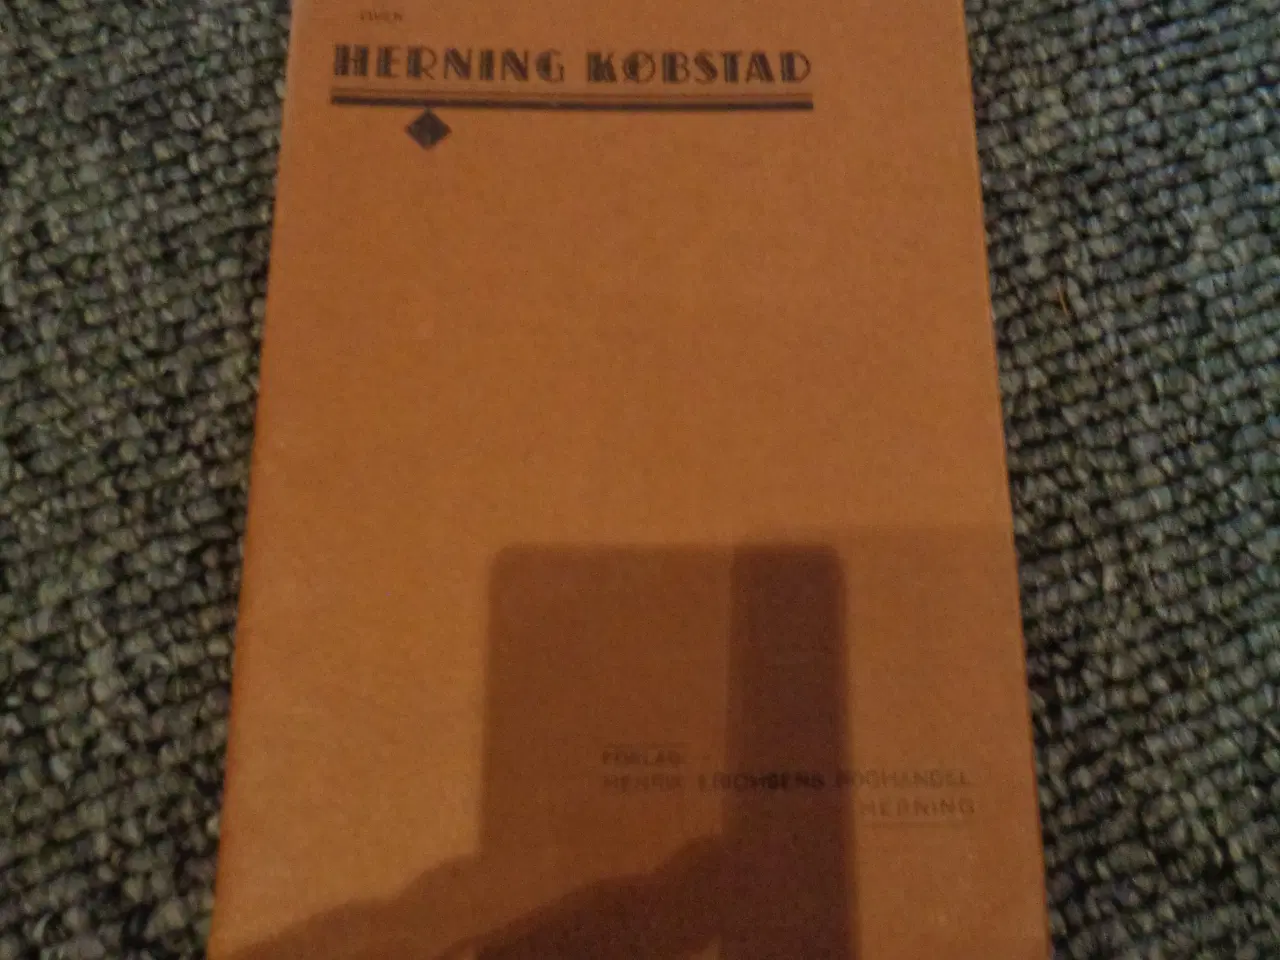 HERNING KØBSTAD
FORLAG
HENRIK ERICHSENS BOGHANDEL
HERNING